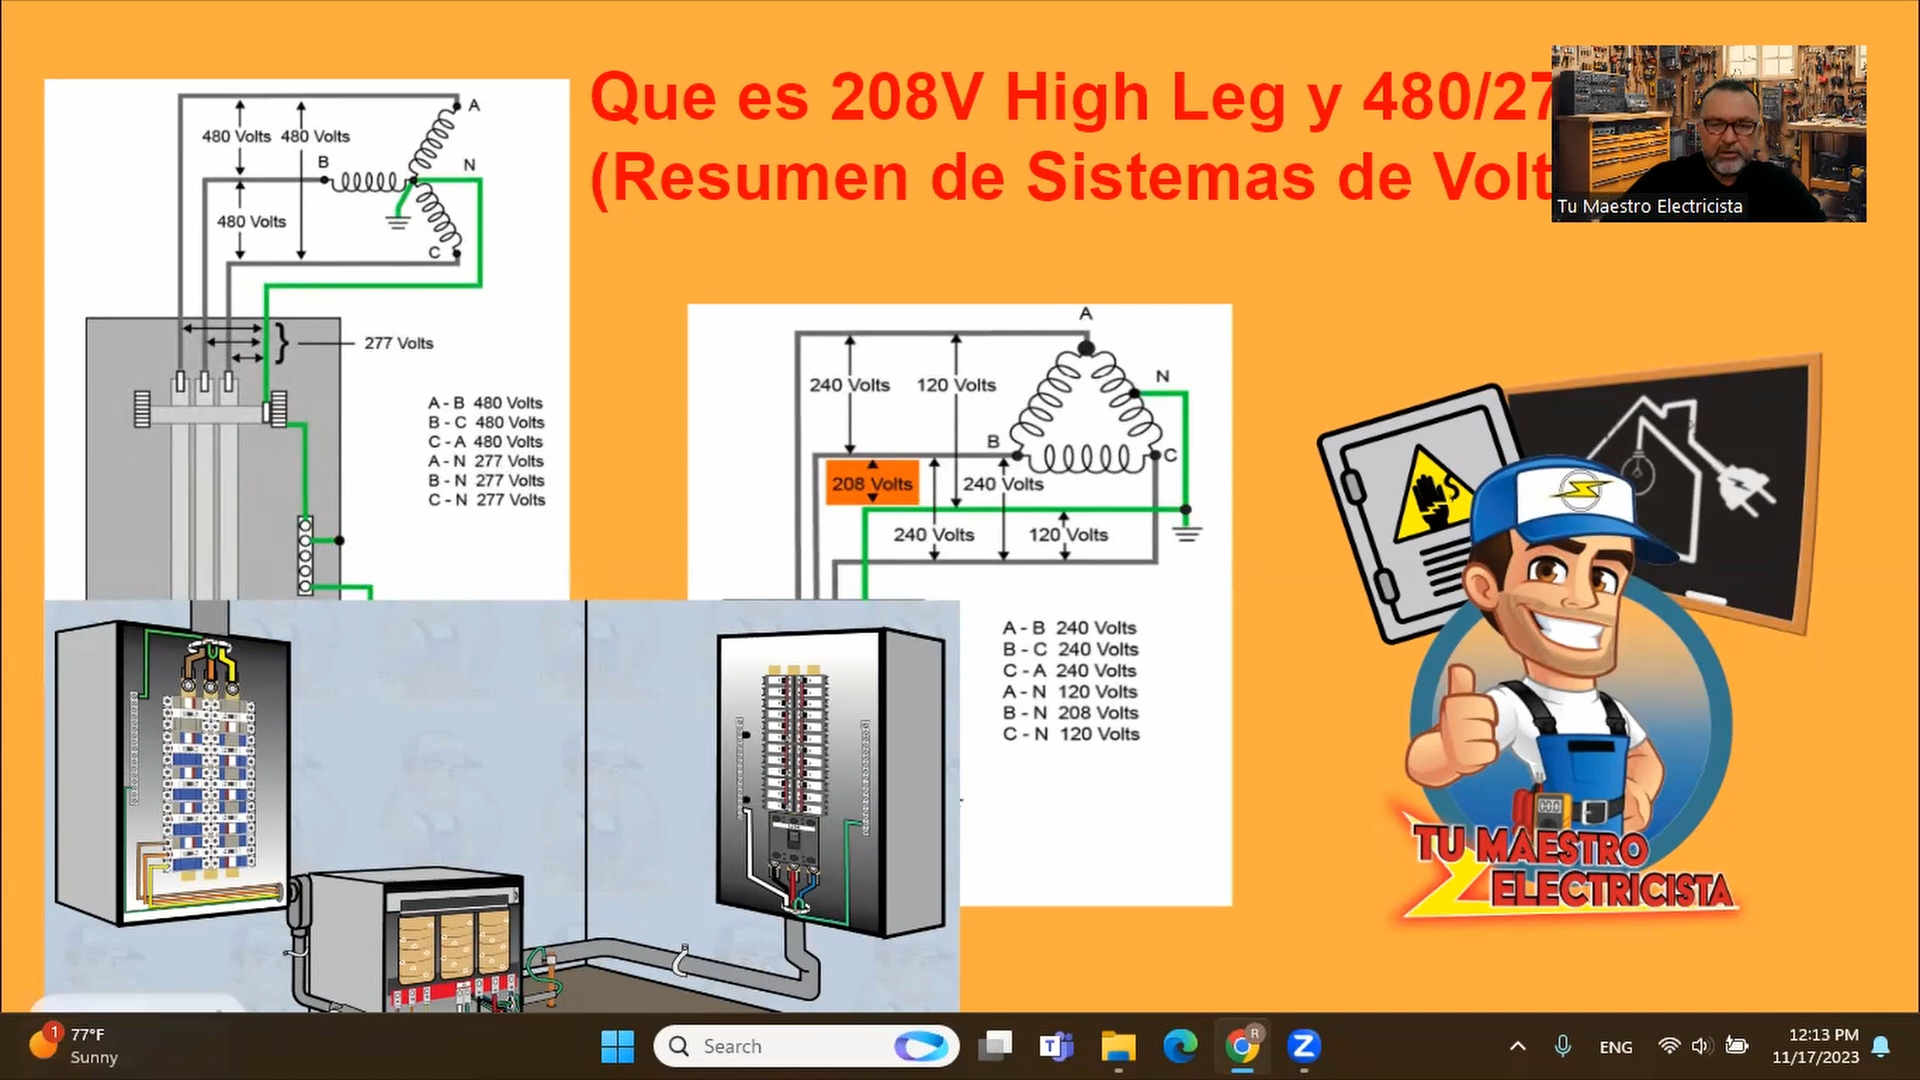 Que es 208V High Leg y 480/27
(Resumen de Sistemas de Volt
Tu Maestro Electricista
A
480 Volts 480 Volts
B
N
480 Volts
C
277 Volts
A - B 480 Volts
B - C 480 Volts
C - A 480 Volts
A - N 277 Volts
B - N 277 Volts
C - N 277 Volts
A
240 Volts 120 Volts
N
B
C
208 Volts
240 Volts
240 Volts
120 Volts
A - B 240 Volts
B - C 240 Volts
C - A 240 Volts
A - N 120 Volts
B - N 208 Volts
C - N 120 Volts
TU MAESTRO
ELECTRICISTA
1
77°F
Sunny
Search
T
R
Z
ENG
12:13 PM
11/17/2023